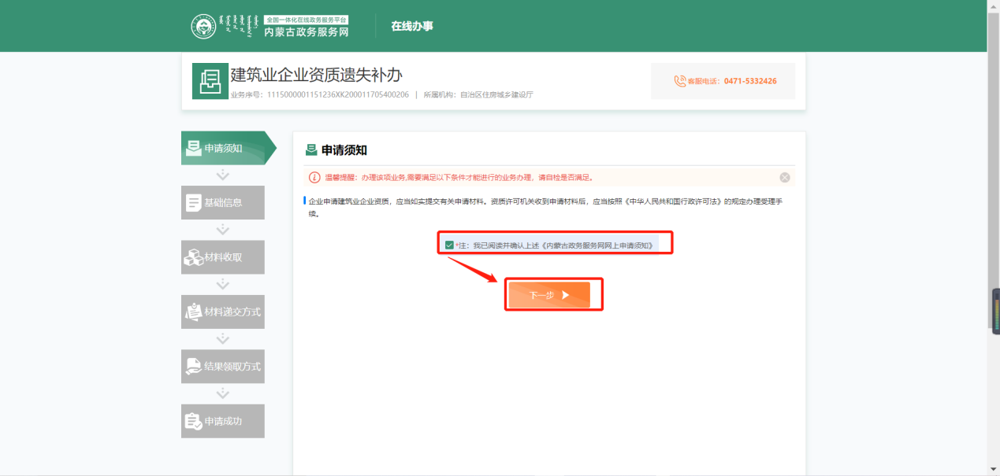 全国一体化在线政务服务平台
内蒙古政务服务网
在线办事
建筑业企业资质遗失补办
业务序号：1115000001151236XK200011705400206 | 所属机构：自治区住房城乡建设厅
客服电话：0471-5332426
申请须知
基础信息
材料收取
材料递交方式
结果领取方式
申请成功
申请须知
温馨提醒：办理该项业务,需要满足以下条件才能进行的业务办理，请自检是否满足。
企业申请建筑业企业资质，应当如实提交有关申请材料。资质许可机关收到申请材料后，应当按照《中华人民共和国行政许可法》的规定办理受理手
续。
*注：我已阅读并确认上述《内蒙古政务服务网网上申请须知》
下一步